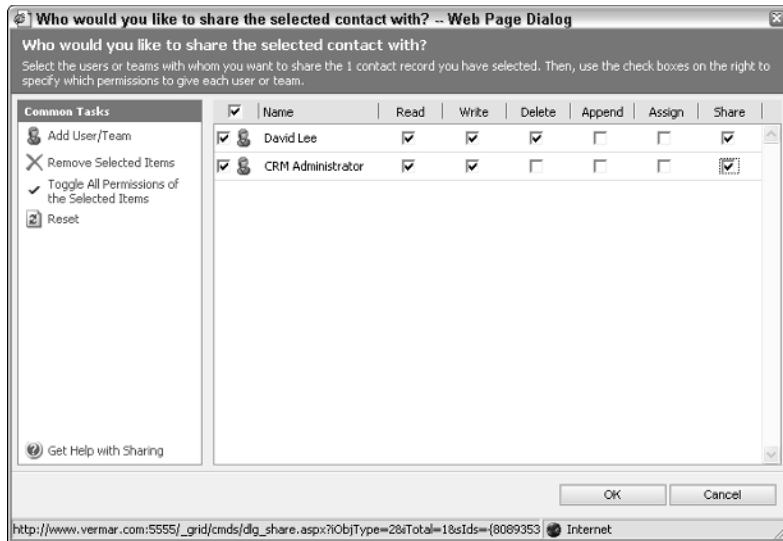 Who would you like to share the selected contact with? -- Web Page Dialog
Who would you like to share the selected contact with?
Select the users or teams with whom you want to share the 1 contact record you have selected. Then, use the check boxes on the right to
specify which permissions to give each user or team.
Common Tasks
Add User/Team
Remove Selected Items
Toggle All Permissions of
the Selected Items
Reset
Get Help with Sharing
Name Read Write Delete Append Assign Share
David Lee
CRM Administrator
OK Cancel
http://www.vermar.com:5555/_grid/cmds/dlg_share.aspx?iObjType=2&iTotal=1&sIds={8089353 Internet